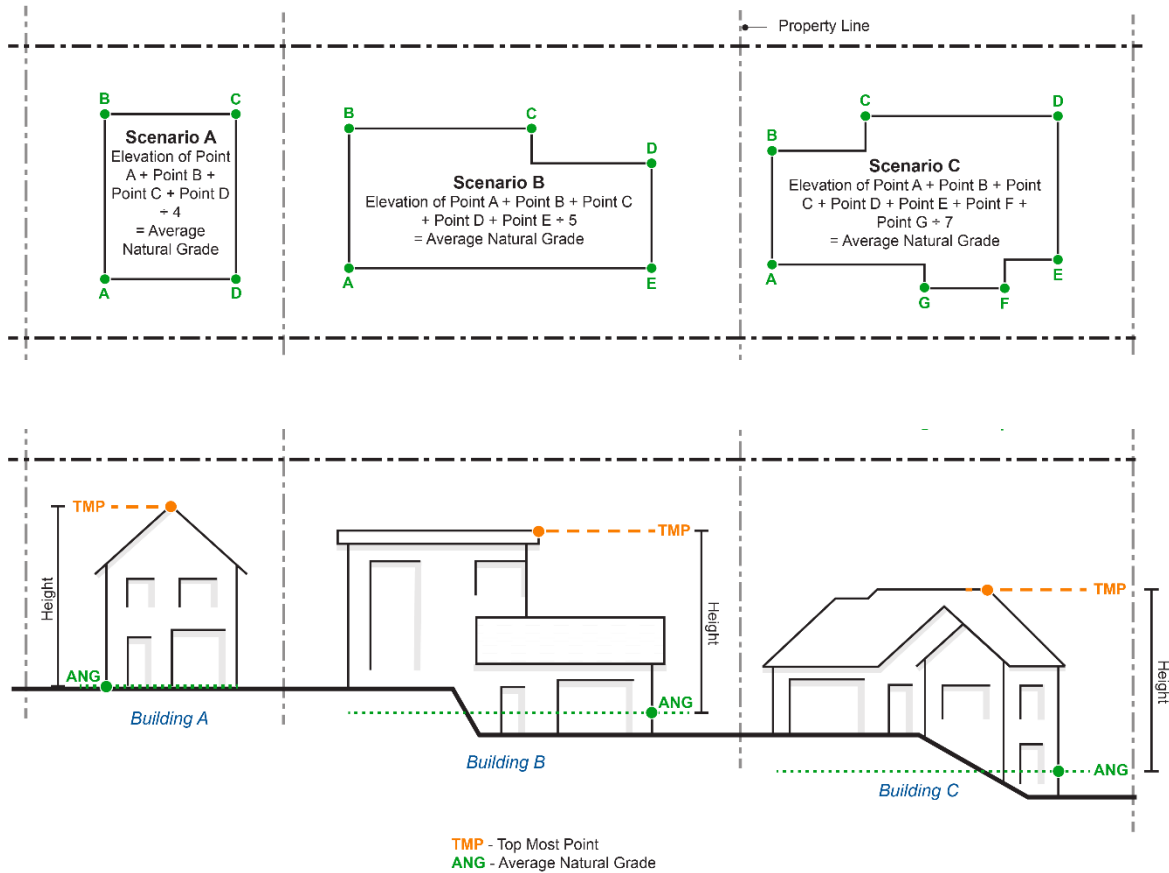 Property Line
B
C
Scenario A
Elevation of Point
A + Point B +
Point C + Point D
÷ 4
= Average
Natural Grade
A
D
B
C
D
Scenario B
Elevation of Point A + Point B + Point C
+ Point D + Point E ÷ 5
= Average Natural Grade
A
E
C
D
B
Scenario C
Elevation of Point A + Point B + Point
C + Point D + Point E + Point F +
Point G ÷ 7
= Average Natural Grade
A
E
G
F
TMP
Height
ANG
Building A
TMP
Height
ANG
Building B
TMP
Height
ANG
Building C
TMP - Top Most Point
ANG - Average Natural Grade